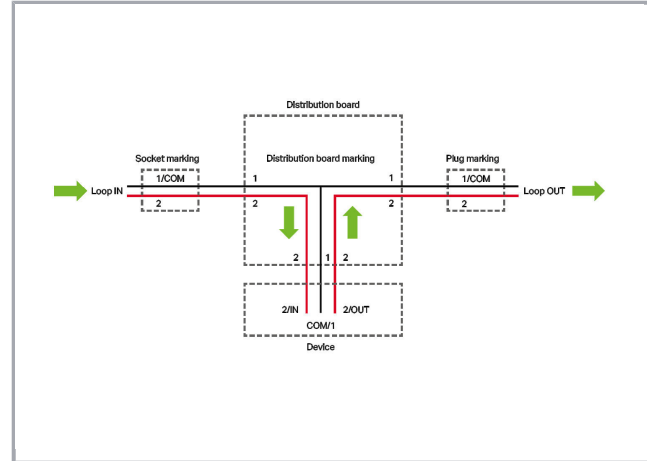 Distribution board
Socket marking
Distribution board marking
Plug marking
1/COM
1
1
1/COM
Loop IN
Loop OUT
2
2
2
2
2
1
2
2/IN
2/OUT
COM/1
Device